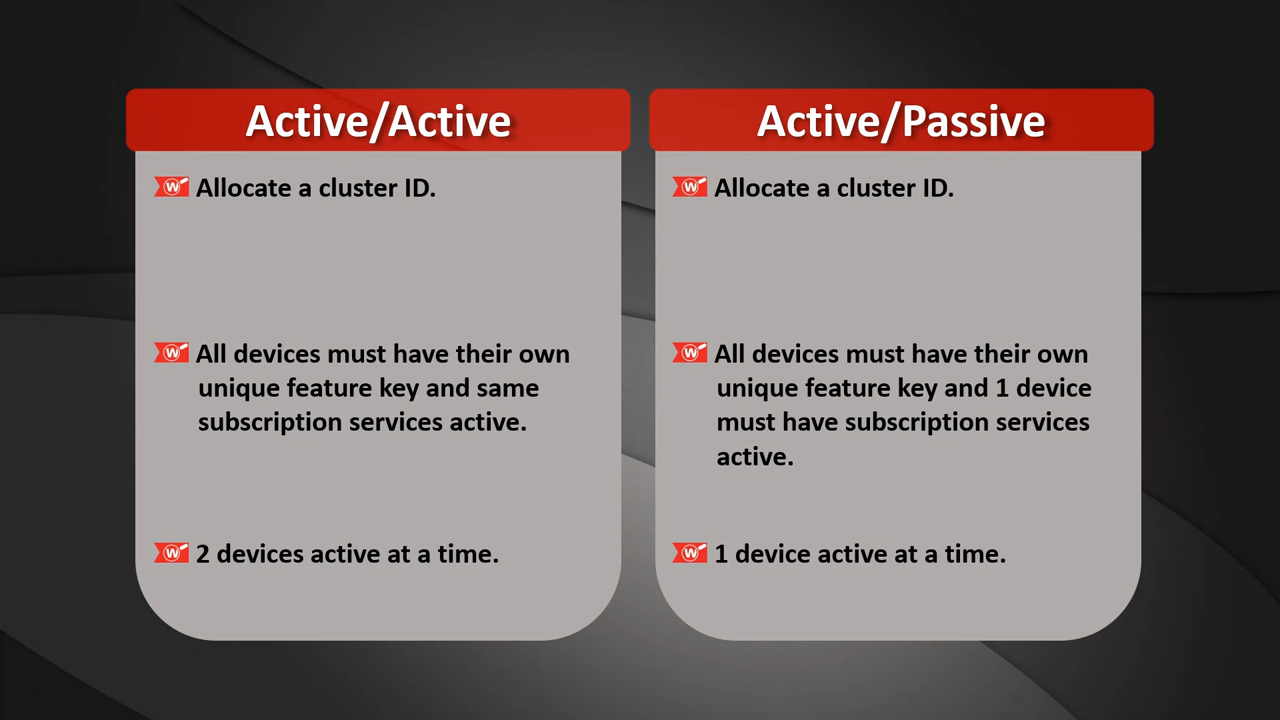 Active/Active
Allocate a cluster ID.
All devices must have their own
unique feature key and same
subscription services active.
2 devices active at a time.
Active/Passive
Allocate a cluster ID.
All devices must have their own
unique feature key and 1 device
must have subscription services
active.
1 device active at a time.